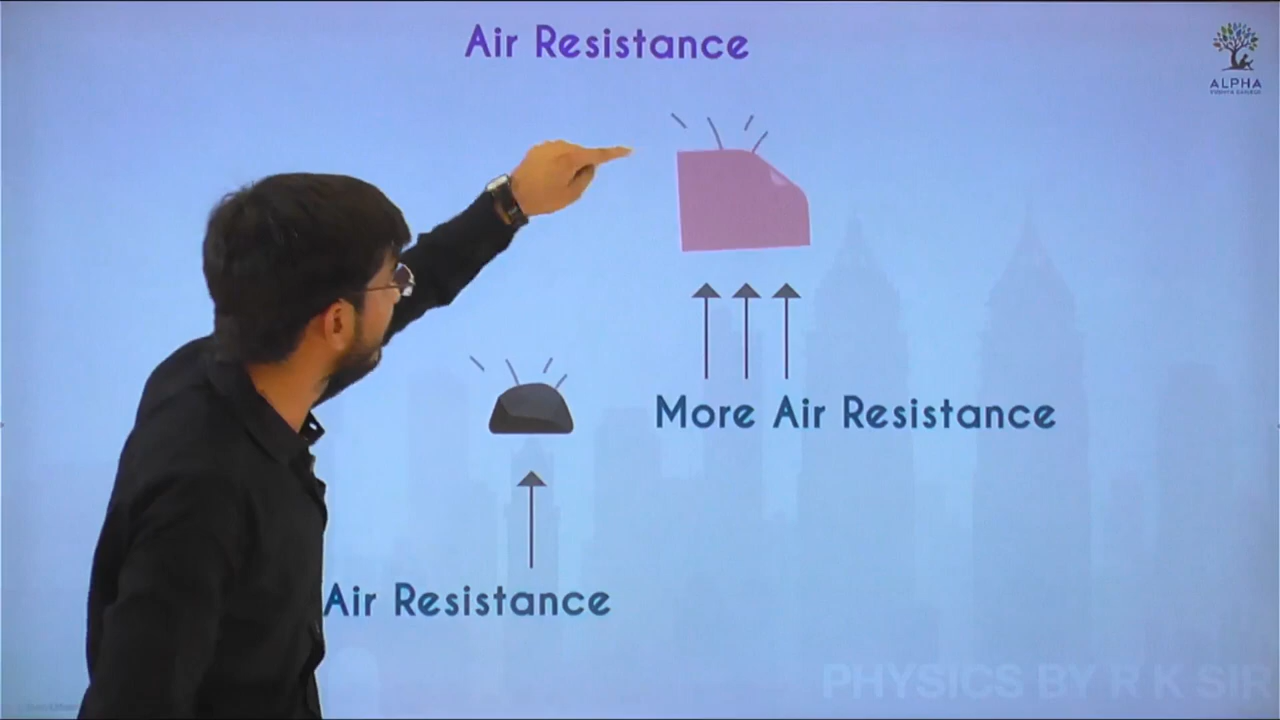 Air Resistance
ALPHA
More Air Resistance
Air Resistance
PHYSICS BY R K SIR